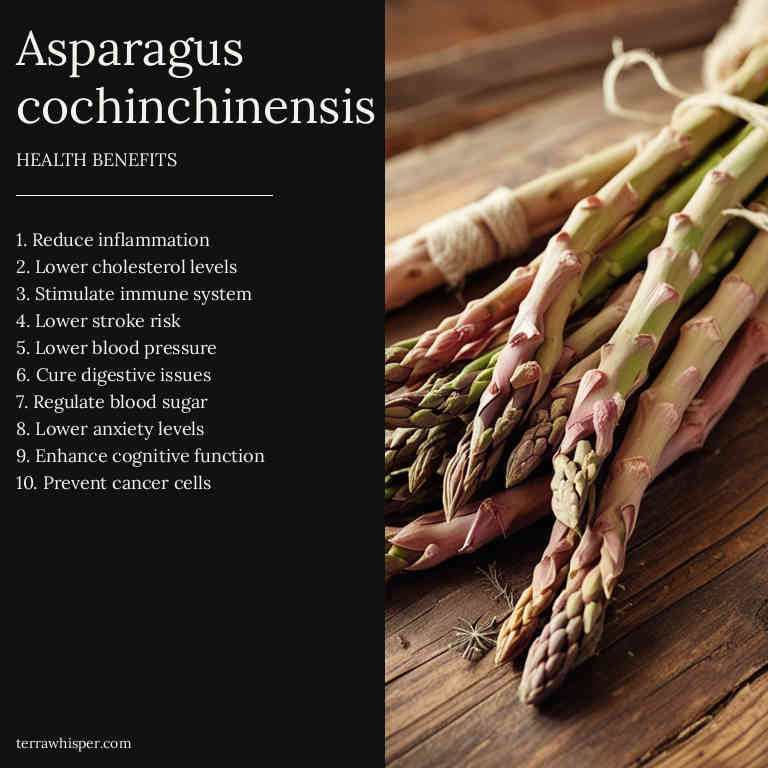 Asparagus
cochinchinensis
HEALTH BENEFITS
1. Reduce inflammation
2. Lower cholesterol levels
3. Stimulate immune system
4. Lower stroke risk
5. Lower blood pressure
6. Cure digestive issues
7. Regulate blood sugar
8. Lower anxiety levels
9. Enhance cognitive function
10. Prevent cancer cells
terrawhisper.com